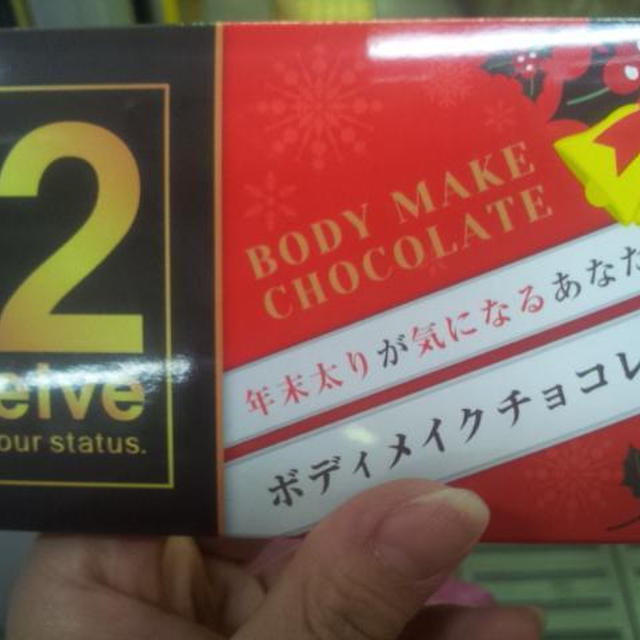 2
elve
our status.
BODY MAKE
CHOCOLATE
年末太りが気になるあなた
ボディメイクチョコレ